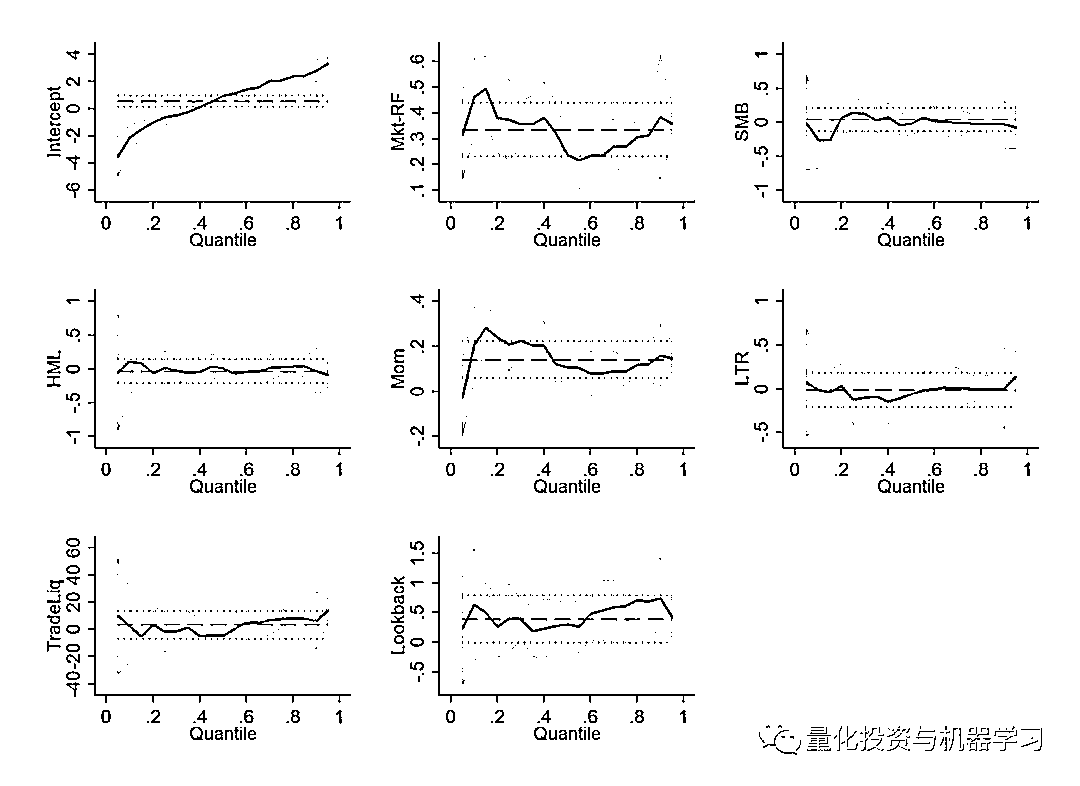 Intercept
4
2
0
-2
-4
-6
0 .2 .4 .6 .8 1
Quantile
Mkt-RF
.6
.5
.4
.3
.2
.1
0 .2 .4 .6 .8 1
Quantile
SMB
1
.5
0
-.5
-1
0 .2 .4 .6 .8 1
Quantile
HML
1
.5
0
-.5
-1
0 .2 .4 .6 .8 1
Quantile
Mom
.4
.2
0
-.2
0 .2 .4 .6 .8 1
Quantile
LTR
1
.5
0
-.5
0 .2 .4 .6 .8 1
Quantile
TradeLiq
60
40
20
0
-20
-40
0 .2 .4 .6 .8 1
Quantile
Lookback
1.5
1
.5
0
-.5
0 .2 .4 .6 .8 1
Quantile
量化投资与机器学习